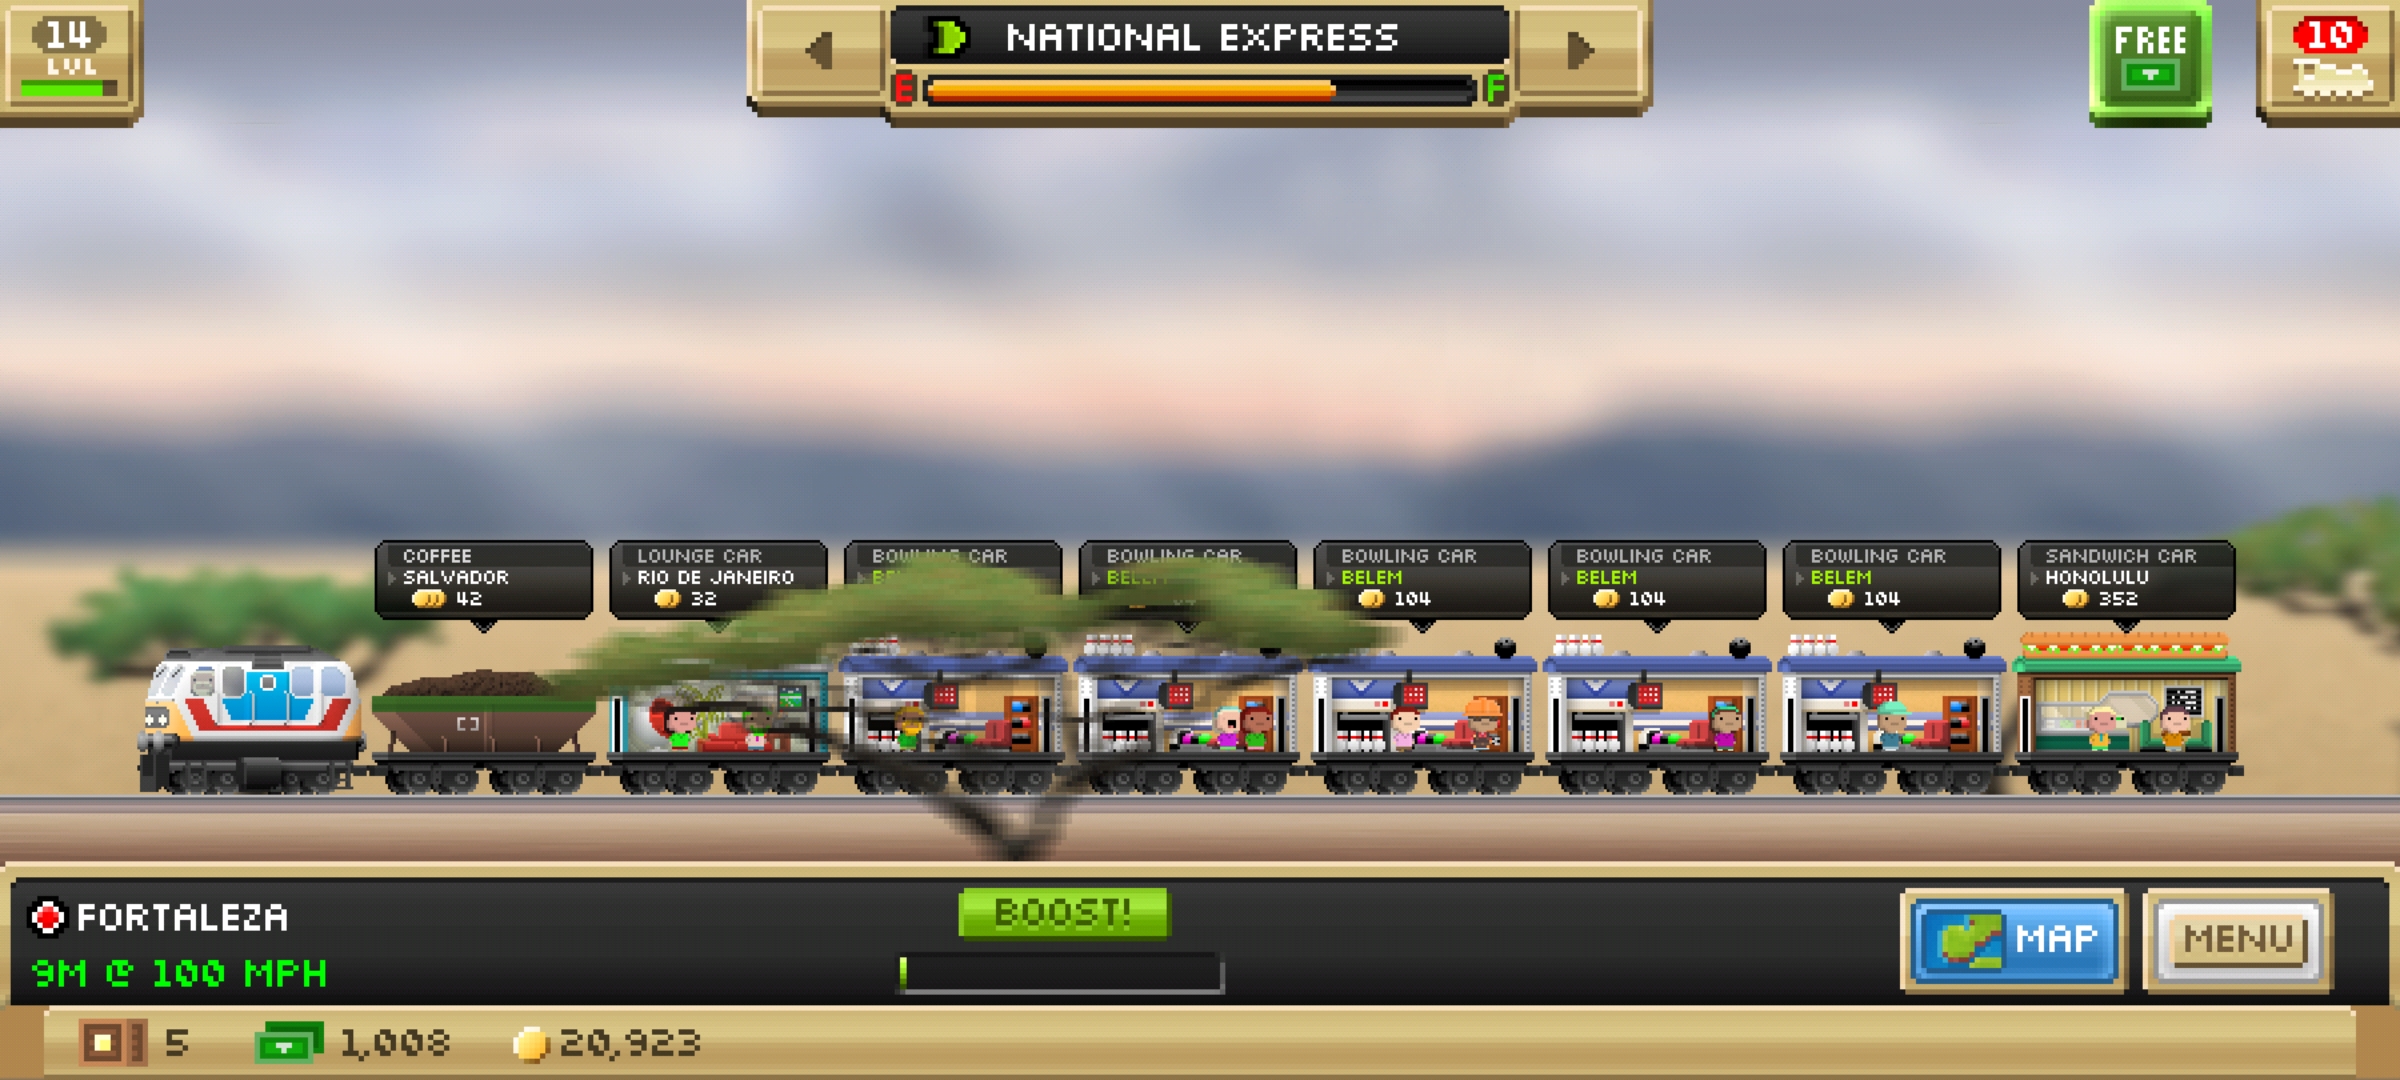 14
LVL
NATIONAL EXPRESS
E
F
FREE
10
COFFEE
SALVADOR
42
LOUNGE CAR
RIO DE JANEIRO
32
BOWLING CAR
BOWLING CAR
BELEM
BOWLING CAR
BELEM
104
BOWLING CAR
BELEM
104
BOWLING CAR
BELEM
104
SANDWICH CAR
HONOLULU
352
FORTALEZA
9M @ 100 MPH
BOOST!
MAP
MENU
5
1,008
20,923